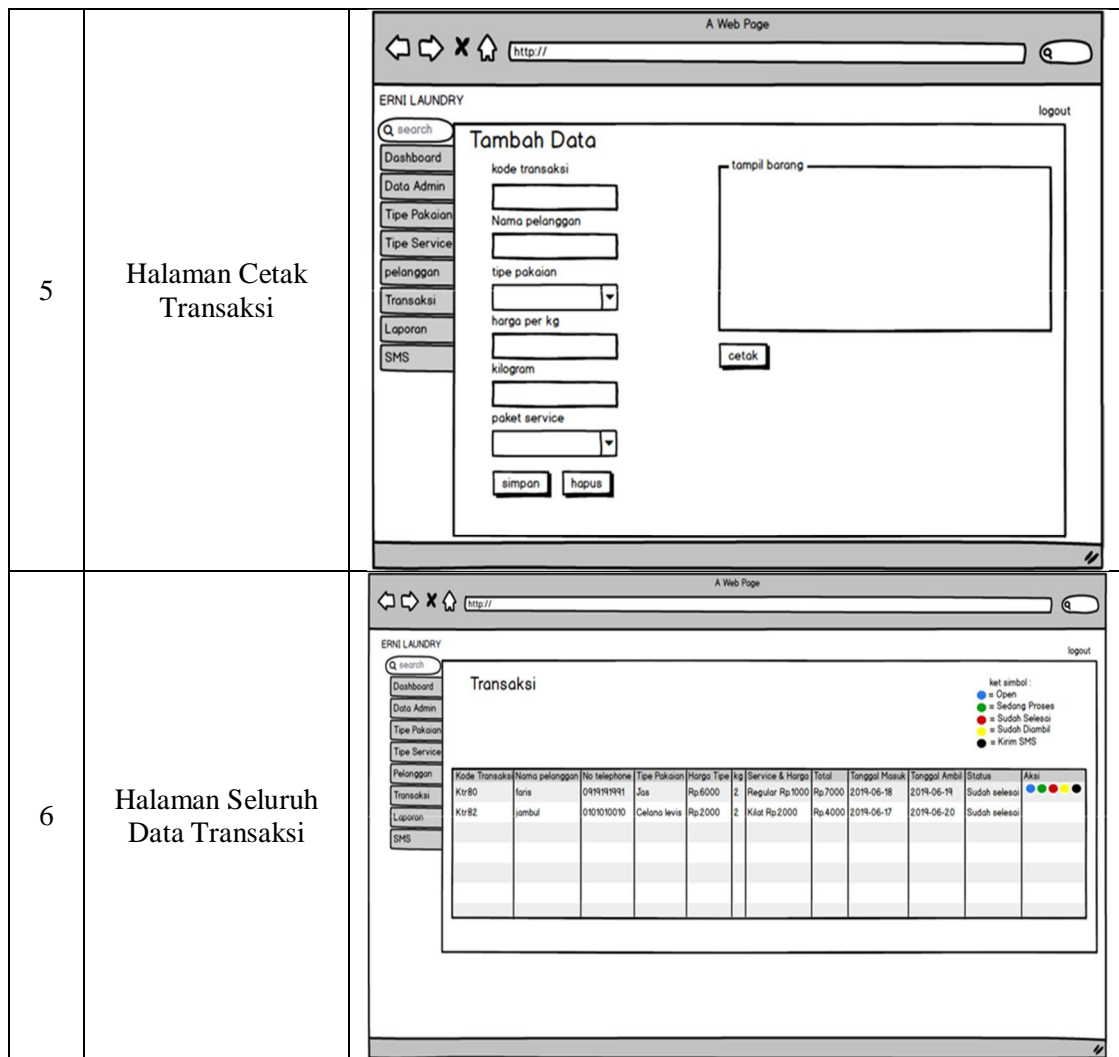 5
Halaman Cetak
Transaksi
A Web Page
http://
ERNI LAUNDRY
logout
search
Dashboard
Data Admin
Tipe Pakaian
Tipe Service
pelanggan
Transaksi
Laporan
SMS
Tambah Data
kode transaksi
Nama pelanggan
tipe pakaian
harga per kg
kilogram
paket service
simpan hapus
tampil barang
cetak
6
Halaman Seluruh
Data Transaksi
A Web Page
http://
ERNI LAUNDRY
logout
search
Dashboard
Data Admin
Tipe Pakaian
Tipe Service
Pelanggan
Transaksi
Laporan
SMS
Transaksi
ket simbol :
= Open
= Sedang Proses
= Sudah Selesai
= Sudah Diambil
= Kirim SMS
Kode Transaksi Nama pelanggan No telephone Tipe Pakaian Harga Tipe kg Service & Harga Total Tanggal Masuk Tanggal Ambil Status Aksi
Ktr80 faris 0919191991 Jas Rp.6000 2 Regular Rp.1000 Rp.7000 2019-06-18 2019-06-19 Sudah selesai
Ktr82 jambul 0101010010 Celana levis Rp.2000 2 Kilat Rp.2000 Rp.4000 2019-06-17 2019-06-20 Sudah selesai